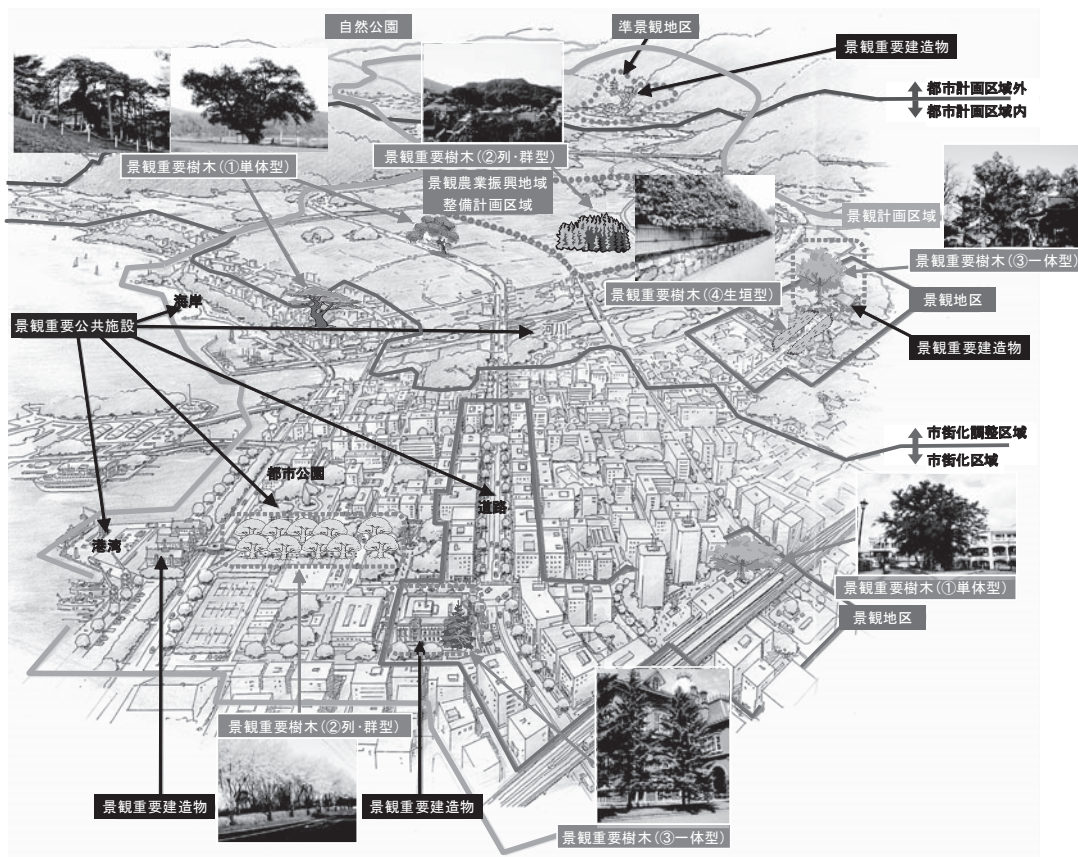 自然公園
準景観地区
景観重要建造物
都市計画区域外
都市計画区域内
景観重要樹木(①単体型)
景観重要樹木(②列・群型)
景観農業振興地域
整備計画区域
景観計画区域
景観重要樹木(③一体型)
景観重要樹木(④生垣型)
景観地区
海岸
景観重要公共施設
景観重要建造物
市街化調整区域
市街化区域
都市公園
道路
港湾
景観重要樹木(①単体型)
景観地区
景観重要樹木(②列・群型)
景観重要建造物
景観重要建造物
景観重要樹木(③一体型)